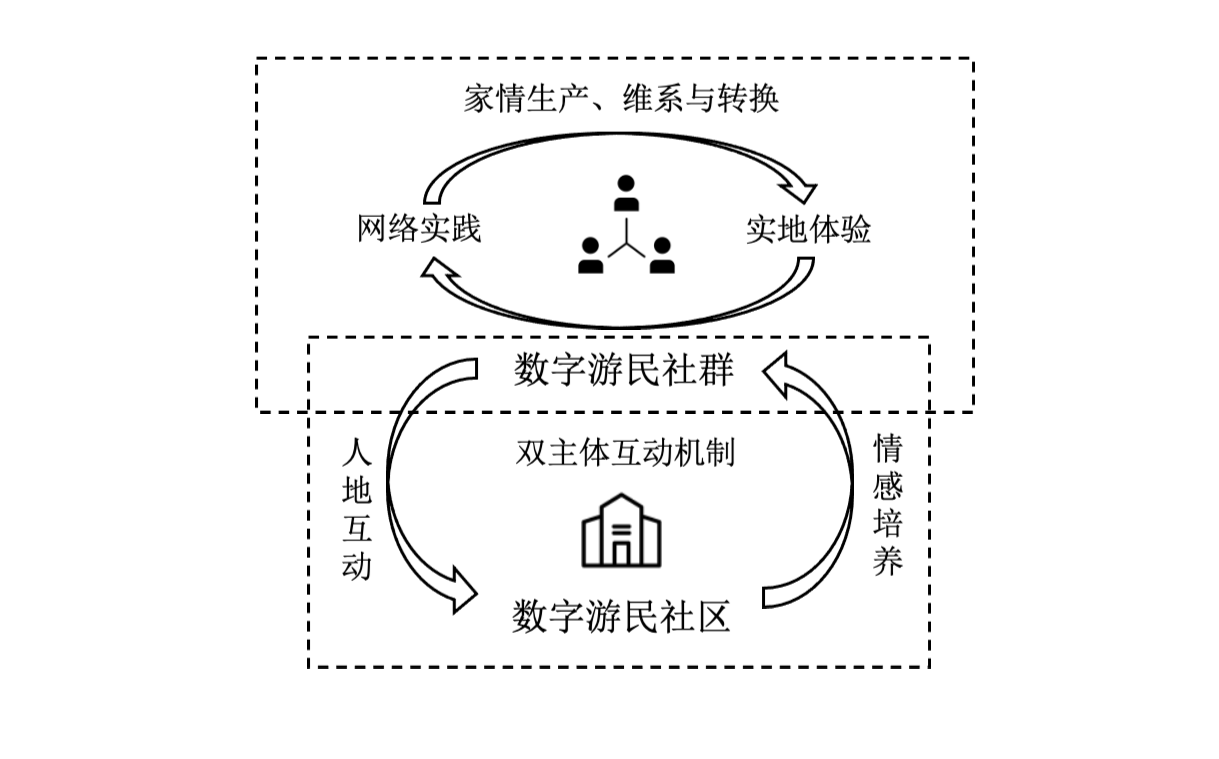 家情生产、维系与转换
网络实践
实地体验
数字游民社群
人地互动
双主体互动机制
情感培养
数字游民社区